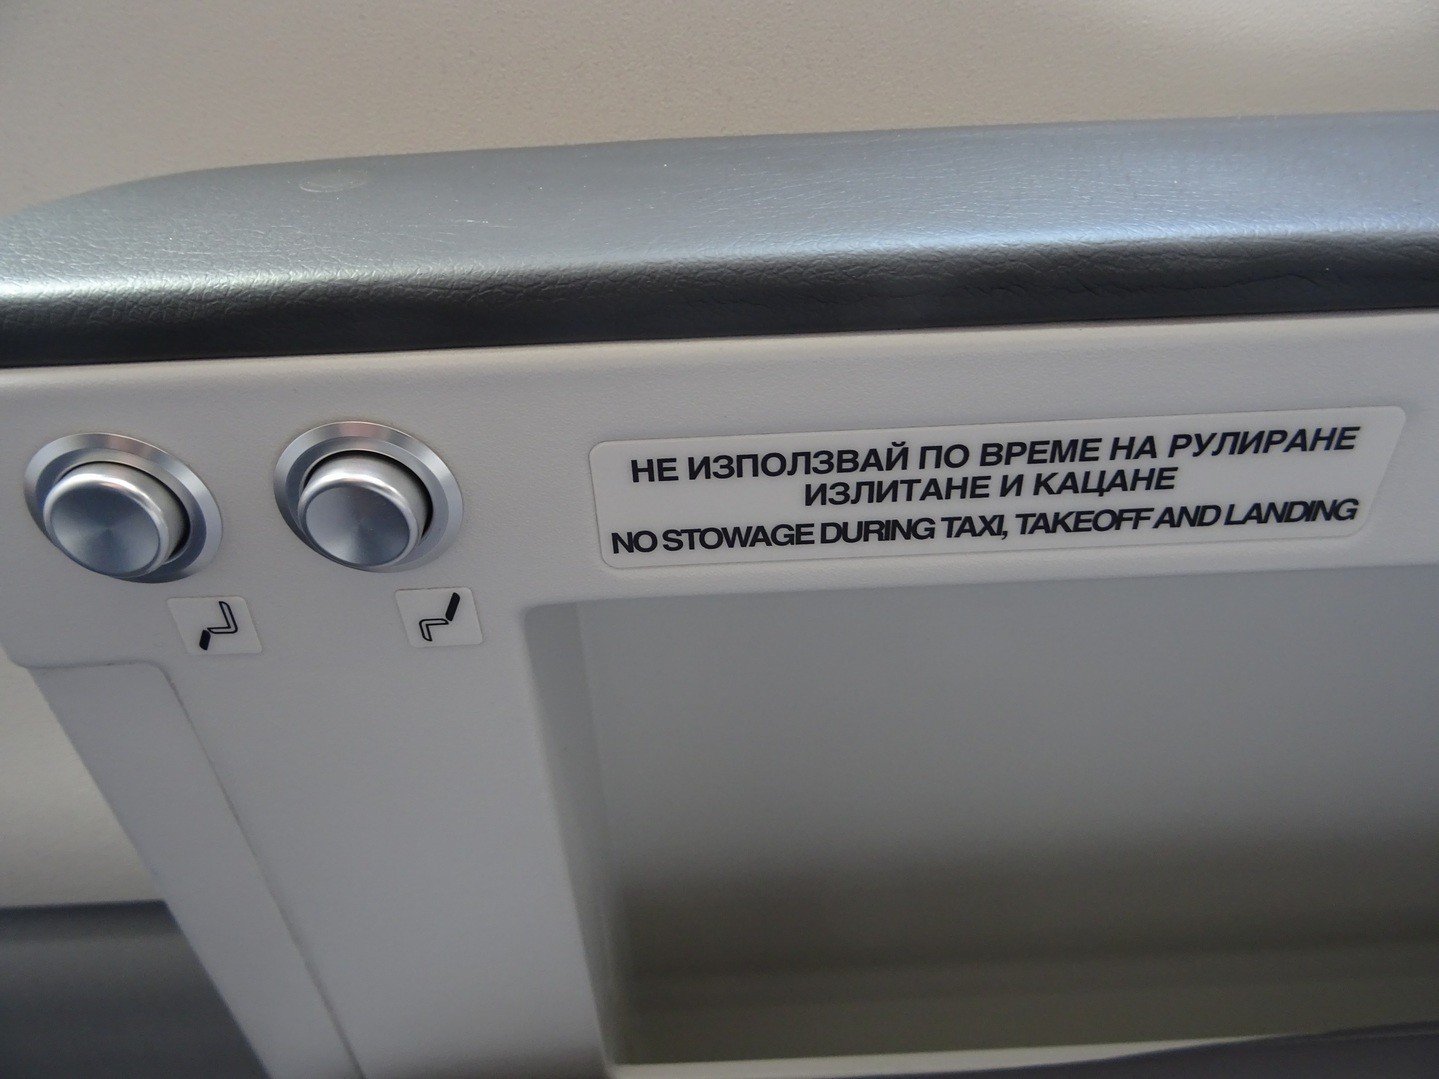 НЕ ИЗПОЛЗВАЙ ПО ВРЕМЕ НА РУЛИРАНЕ
ИЗЛИТАНЕ И КАЦАНЕ
NO STOWAGE DURING TAXI, TAKEOFF AND LANDING